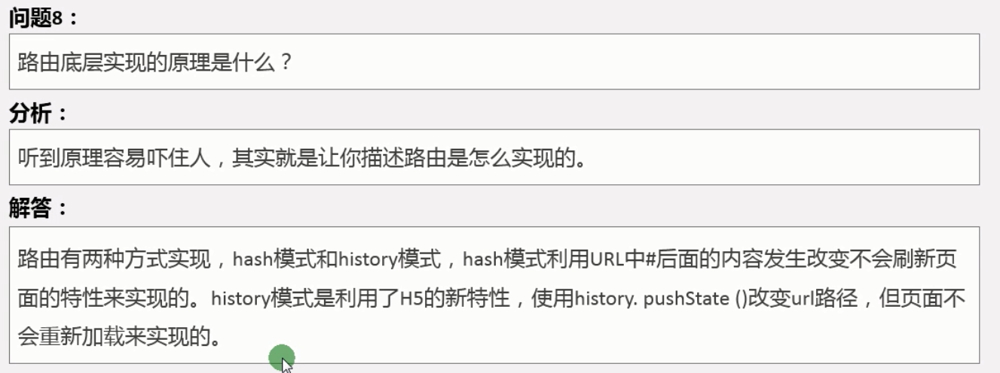 问题8：
路由底层实现的原理是什么？
分析：
听到原理容易吓住人，其实就是让你描述路由是怎么实现的。
解答：
路由有两种方式实现，hash模式和history模式，hash模式利用URL中#后面的内容发生改变不会刷新页
面的特性来实现的。history模式是利用了H5的新特性，使用history. pushState ()改变url路径，但页面不
会重新加载来实现的。